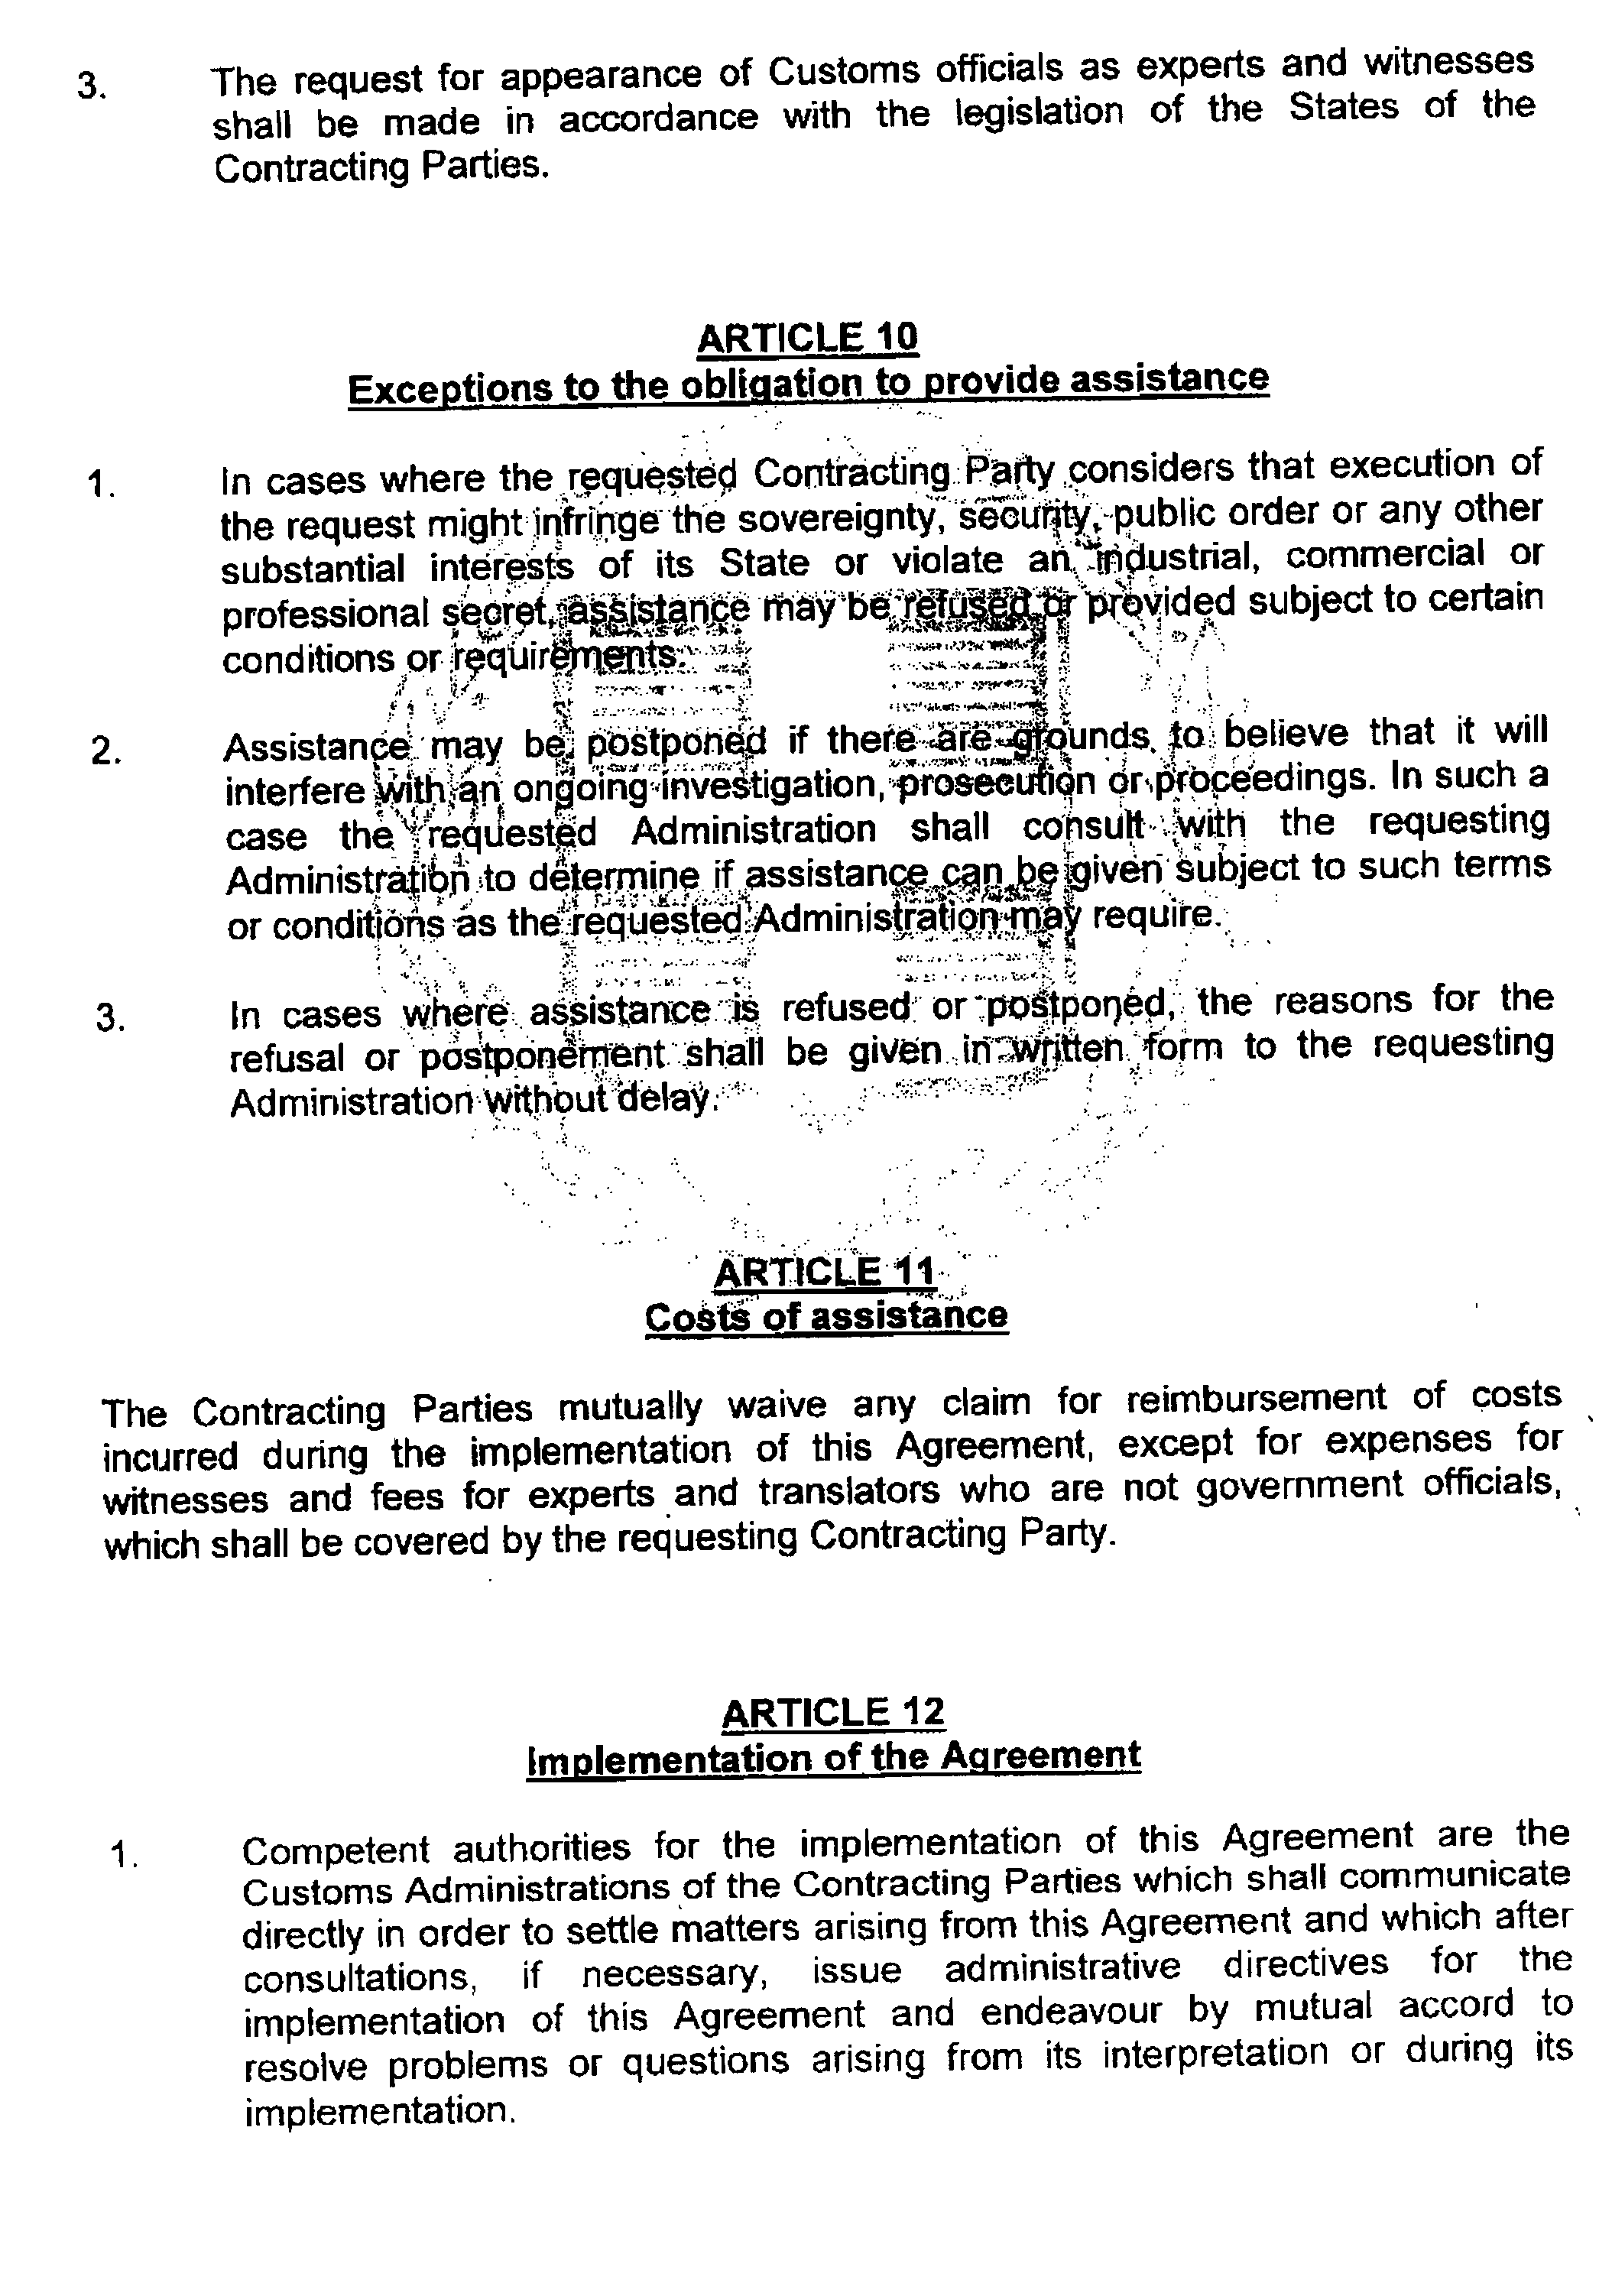 3. The request for appearance of Customs officials as experts and witnesses
shall be made in accordance with the legislation of the States of the
Contracting Parties.
ARTICLE 10
Exceptions to the obligation to provide assistance
1. In cases where the requested Contracting Party considers that execution of
the request might infringe the sovereignty, security, public order or any other
substantial interests of its State or violate an industrial, commercial or
professional secret, assistance may be refused or provided subject to certain
conditions or requirements.
2. Assistance may be postponed if there are grounds to believe that it will
interfere with an ongoing investigation, prosecution or proceedings. In such a
case the requested Administration shall consult with the requesting
Administration to determine if assistance can be given subject to such terms
or conditions as the requested Administration may require.
3. In cases where assistance is refused or postponed, the reasons for the
refusal or postponement shall be given in written form to the requesting
Administration without delay.
ARTICLE 11
Costs of assistance
The Contracting Parties mutually waive any claim for reimbursement of costs
incurred during the implementation of this Agreement, except for expenses for
witnesses and fees for experts and translators who are not government officials,
which shall be covered by the requesting Contracting Party.
ARTICLE 12
Implementation of the Agreement
1. Competent authorities for the implementation of this Agreement are the
Customs Administrations of the Contracting Parties which shall communicate
directly in order to settle matters arising from this Agreement and which after
consultations, if necessary, issue administrative directives for the
implementation of this Agreement and endeavour by mutual accord to
resolve problems or questions arising from its interpretation or during its
implementation.